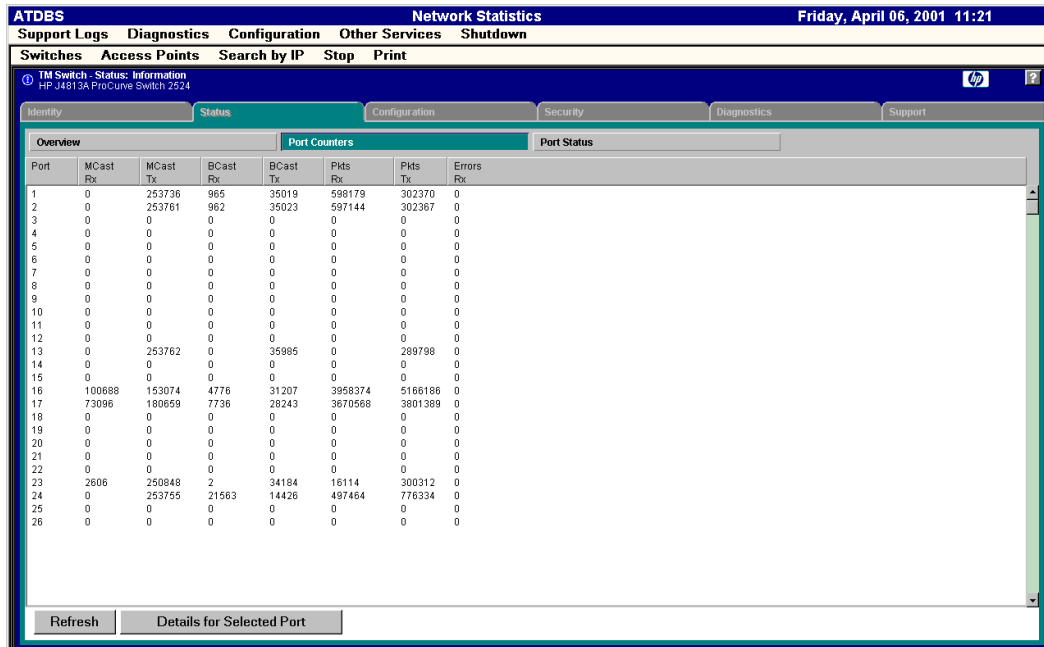 ATDBS Network Statistics Friday, April 06, 2001 11:21
Support Logs Diagnostics Configuration Other Services Shutdown
Switches Access Points Search by IP Stop Print
TM Switch - Status: Information
HP J4813A ProCurve Switch 2524
hp ?
Identity Status Configuration Security Diagnostics Support
Overview Port Counters Port Status
Port MCast MCast BCast BCast Pkts Pkts Errors
Rx Tx Rx Tx Rx Tx Rx
1 0 253736 965 35019 598179 302370 0
2 0 253761 962 35023 597144 302367 0
3 0 0 0 0 0 0 0
4 0 0 0 0 0 0 0
5 0 0 0 0 0 0 0
6 0 0 0 0 0 0 0
7 0 0 0 0 0 0 0
8 0 0 0 0 0 0 0
9 0 0 0 0 0 0 0
10 0 0 0 0 0 0 0
11 0 0 0 0 0 0 0
12 0 0 0 0 0 0 0
13 0 253762 0 35985 0 289798 0
14 0 0 0 0 0 0 0
15 0 0 0 0 0 0 0
16 100688 153074 4776 31207 3958374 5166186 0
17 73096 180659 7736 28243 3670568 3801389 0
18 0 0 0 0 0 0 0
19 0 0 0 0 0 0 0
20 0 0 0 0 0 0 0
21 0 0 0 0 0 0 0
22 0 0 0 0 0 0 0
23 2606 250848 2 34184 16114 300312 0
24 0 253755 21563 14426 497464 776334 0
25 0 0 0 0 0 0 0
26 0 0 0 0 0 0 0
Refresh Details for Selected Port